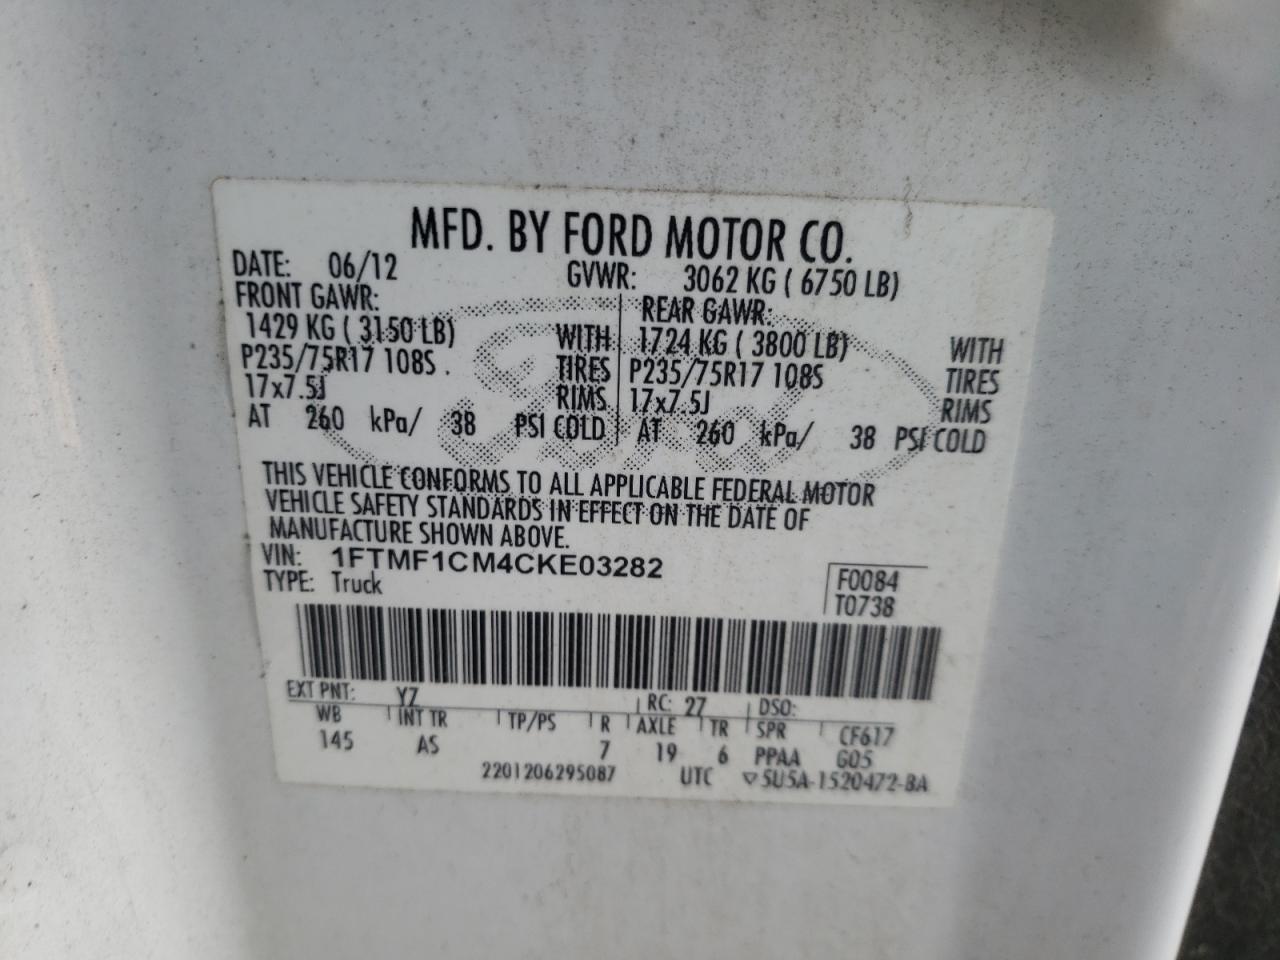 MFD. BY FORD MOTOR CO.
DATE: 06/12 GVWR: 3062 KG ( 6750 LB)
FRONT GAWR: REAR GAWR:
1429 KG ( 3150 LB) WITH 1724 KG ( 3800 LB) WITH
P235/75R17 108S TIRES P235/75R17 108S TIRES
17x7.5J RIMS 17x7.5J RIMS
AT 260 kPa/ 38 PSI COLD AT 260 kPa/ 38 PSI COLD
Ford
THIS VEHICLE CONFORMS TO ALL APPLICABLE FEDERAL MOTOR
VEHICLE SAFETY STANDARDS IN EFFECT ON THE DATE OF
MANUFACTURE SHOWN ABOVE.
VIN: 1FTMF1CM4CKE03282
TYPE: Truck
F0084
T0738
EXT PNT: YZ RC: 27 DSO:
WB INT TR TP/PS R AXLE TR SPR CF617
145 AS 7 19 6 PPAA G05
2201206295087 UTC ▽5U5A-1520472-BA